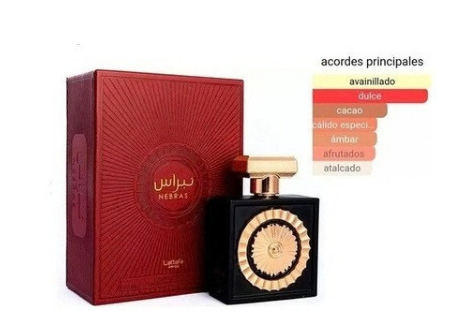 acordes principales
avainillado
dulce
cacao
cálido especi...
ámbar
afrutados
atalcado
نبراس
NEBRAS
Lattafa